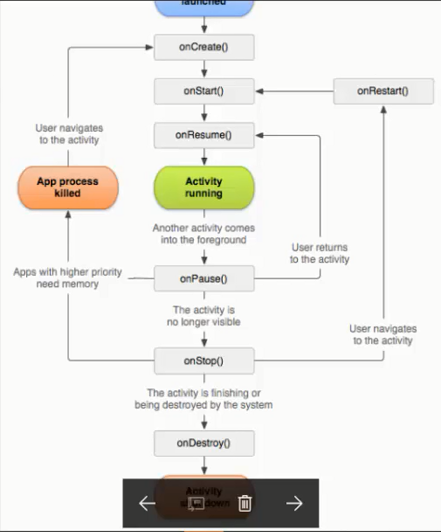 launched
onCreate()
onStart()
onRestart()
User navigates
to the activity
onResume()
App process
killed
Activity
running
Another activity comes
into the foreground
User returns
to the activity
Apps with higher priority
need memory
onPause()
The activity is
no longer visible
User navigates
to the activity
onStop()
The activity is finishing or
being destroyed by the system
onDestroy()
Activity
down